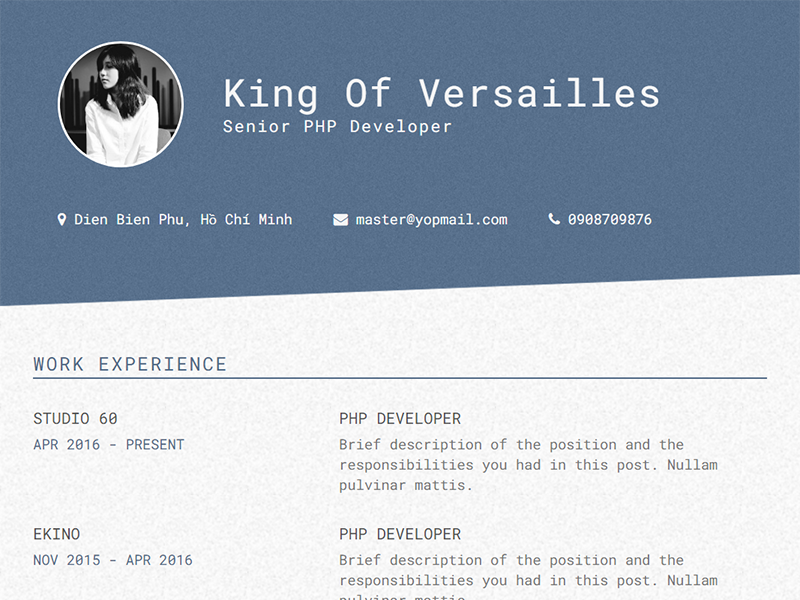 King Of Versailles
Senior PHP Developer
Dien Bien Phu, Hồ Chí Minh master@yopmail.com 0908709876
WORK EXPERIENCE
STUDIO 60
APR 2016 - PRESENT
PHP DEVELOPER
Brief description of the position and the
responsibilities you had in this post. Nullam
pulvinar mattis.
EKINO
NOV 2015 - APR 2016
PHP DEVELOPER
Brief description of the position and the
responsibilities you had in this post. Nullam
pulvinar mattis.